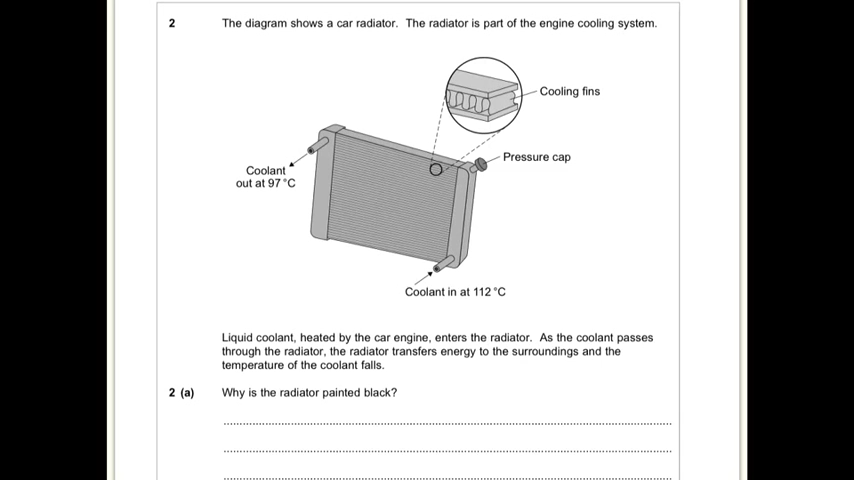 2 The diagram shows a car radiator. The radiator is part of the engine cooling system.
Cooling fins
Pressure cap
Coolant
out at 97 °C
Coolant in at 112 °C
Liquid coolant, heated by the car engine, enters the radiator. As the coolant passes
through the radiator, the radiator transfers energy to the surroundings and the
temperature of the coolant falls.
2 (a) Why is the radiator painted black?